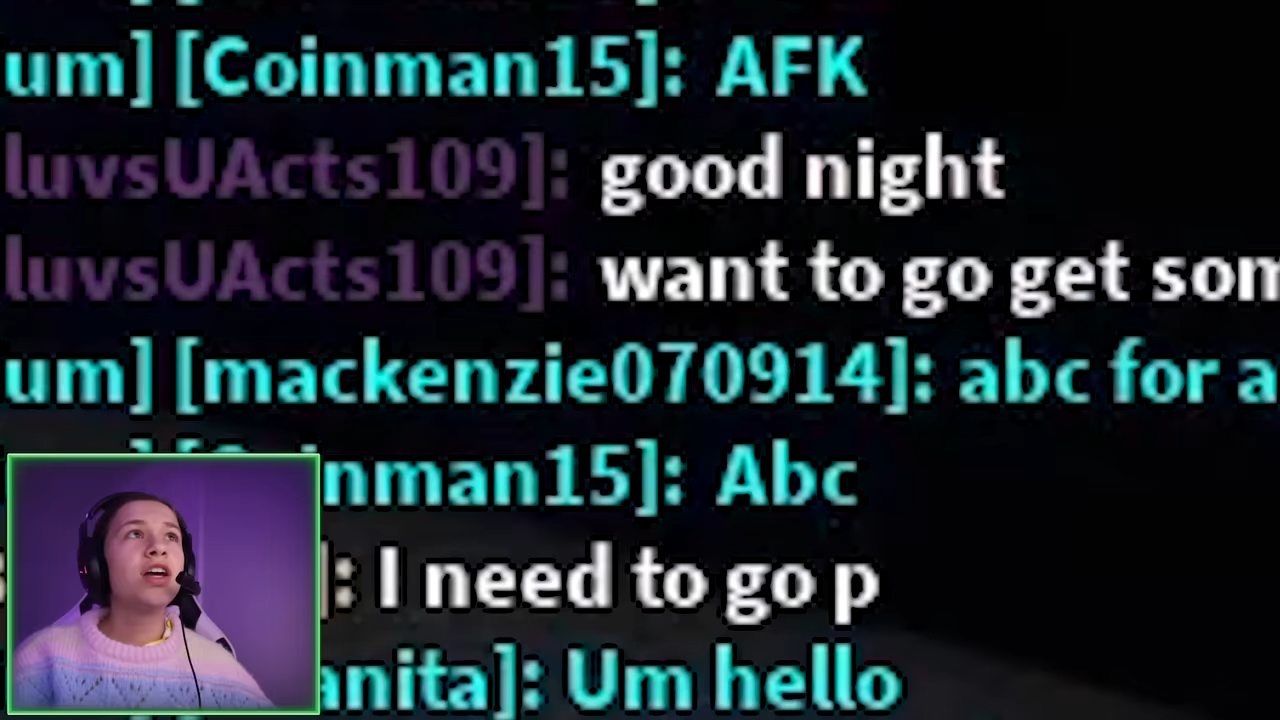 um] [Coinman15]: AFK
luvsUActs109]: good night
luvsUActs109]: want to go get som
um] [mackenzie070914]: abc for a
inman15]: Abc
]: I need to go p
anita]: Um hello